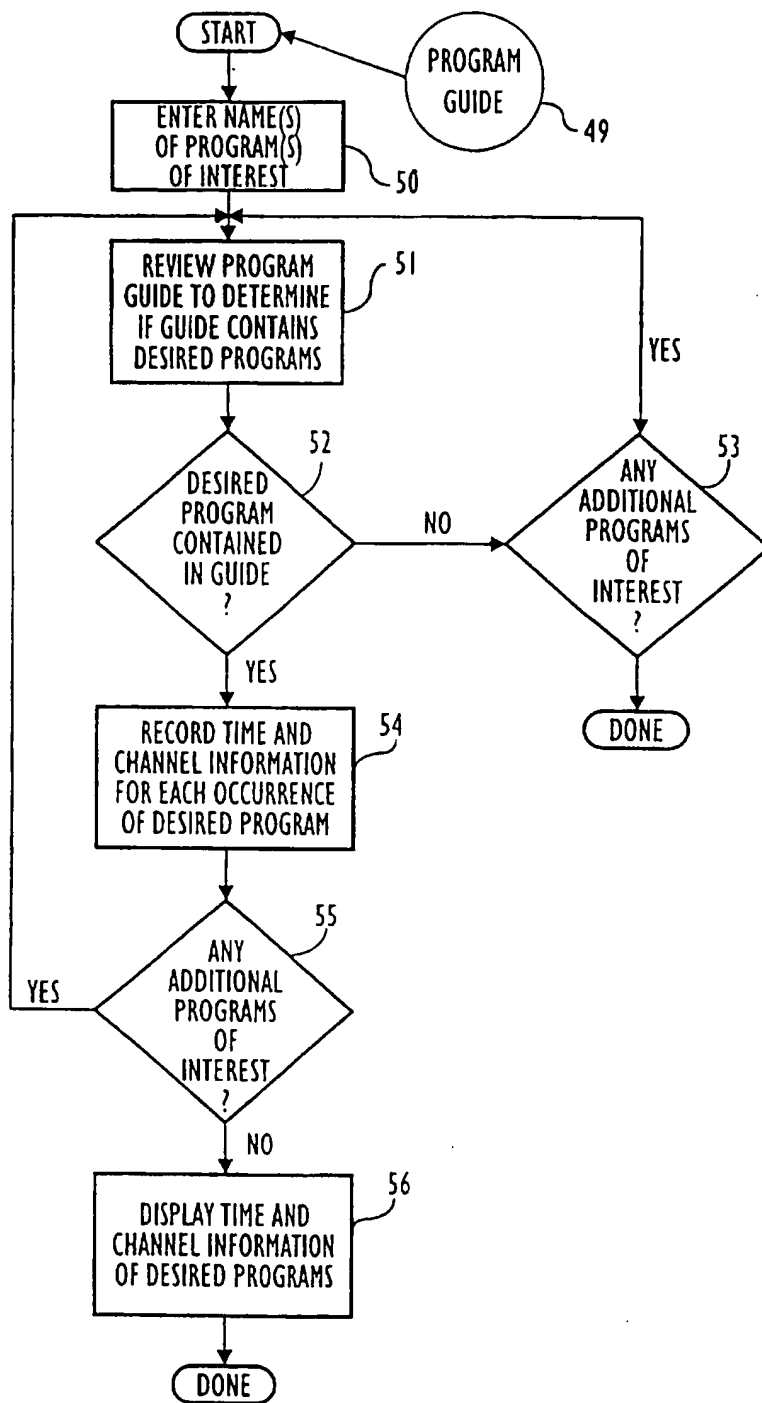 START
PROGRAM
GUIDE
49
ENTER NAME(S)
OF PROGRAM(S)
OF INTEREST
50
REVIEW PROGRAM
GUIDE TO DETERMINE
IF GUIDE CONTAINS
DESIRED PROGRAMS
51
YES
DESIRED
PROGRAM
CONTAINED
IN GUIDE
?
52
NO
ANY
ADDITIONAL
PROGRAMS
OF
INTEREST
?
53
YES
DONE
RECORD TIME AND
CHANNEL INFORMATION
FOR EACH OCCURRENCE
OF DESIRED PROGRAM
54
ANY
ADDITIONAL
PROGRAMS
OF
INTEREST
?
55
YES
NO
DISPLAY TIME AND
CHANNEL INFORMATION
OF DESIRED PROGRAMS
56
DONE